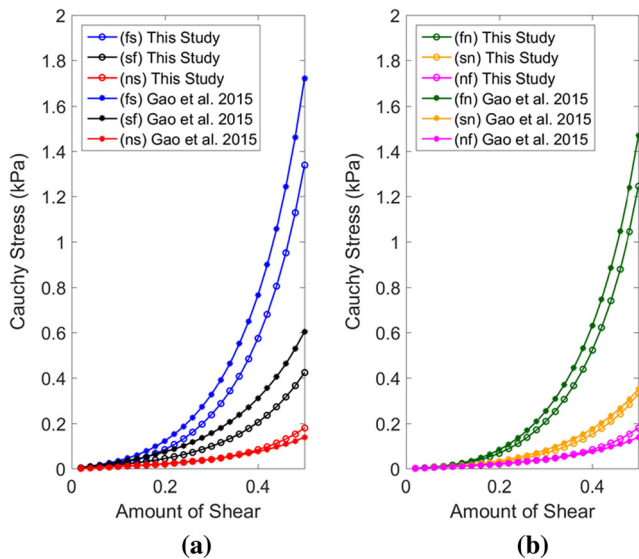 2
1.8
1.6
1.4
1.2
1
0.8
0.6
0.4
0.2
0
Cauchy Stress (kPa)
(fs) This Study
(sf) This Study
(ns) This Study
(fs) Gao et al. 2015
(sf) Gao et al. 2015
(ns) Gao et al. 2015
0.2 0.4
Amount of Shear
(a)
2
1.8
1.6
1.4
1.2
1
0.8
0.6
0.4
0.2
0
Cauchy Stress (kPa)
(fn) This Study
(sn) This Study
(nf) This Study
(fn) Gao et al. 2015
(sn) Gao et al. 2015
(nf) Gao et al. 2015
0.2 0.4
Amount of Shear
(b)